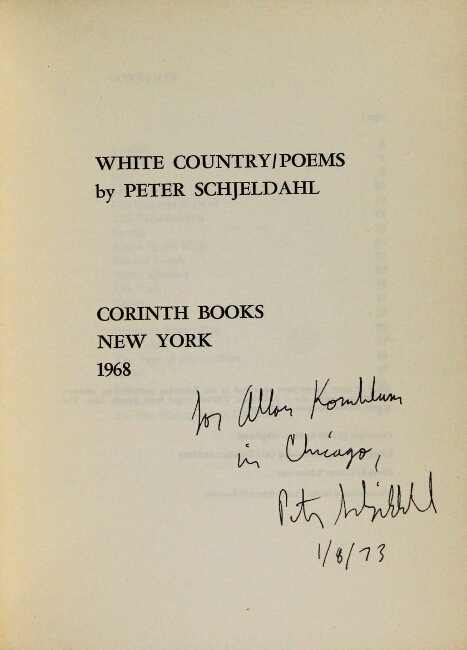 WHITE COUNTRY/POEMS
by PETER SCHJELDAHL
CORINTH BOOKS
NEW YORK
1968
for Allan Kornblum
in Chicago,
Peter Schjeldahl
1/8/73